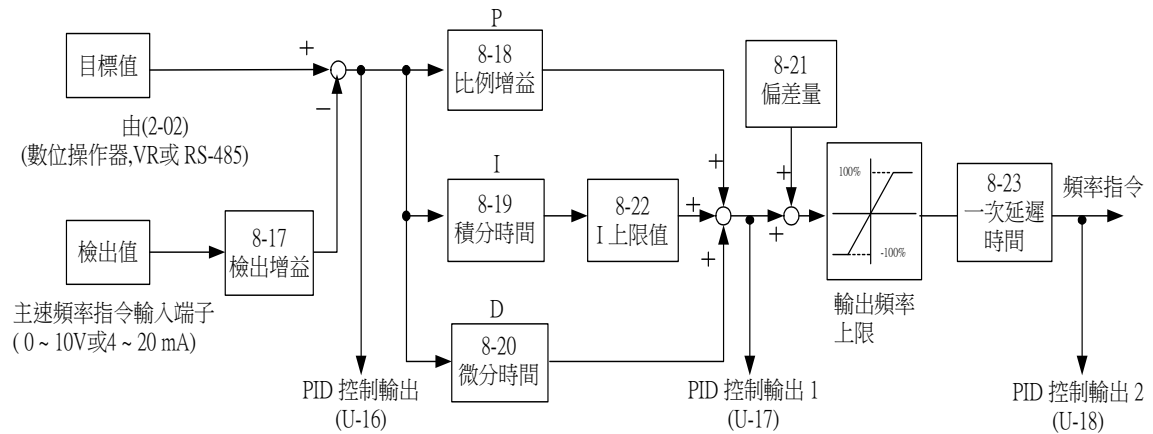 目標值
由(2-02)
(數位操作器,VR或 RS-485)
檢出值
主速頻率指令輸入端子
( 0 ~ 10V或4 ~ 20 mA)
8-17
檢出增益
+
−
P
8-18
比例增益
I
8-19
積分時間
8-22
I 上限值
D
8-20
微分時間
PID 控制輸出
(U-16)
+
+
+
PID 控制輸出 1
(U-17)
8-21
偏差量
+
+
100%
-100%
輸出頻率
上限
8-23
一次延遲
時間
頻率指令
PID 控制輸出 2
(U-18)